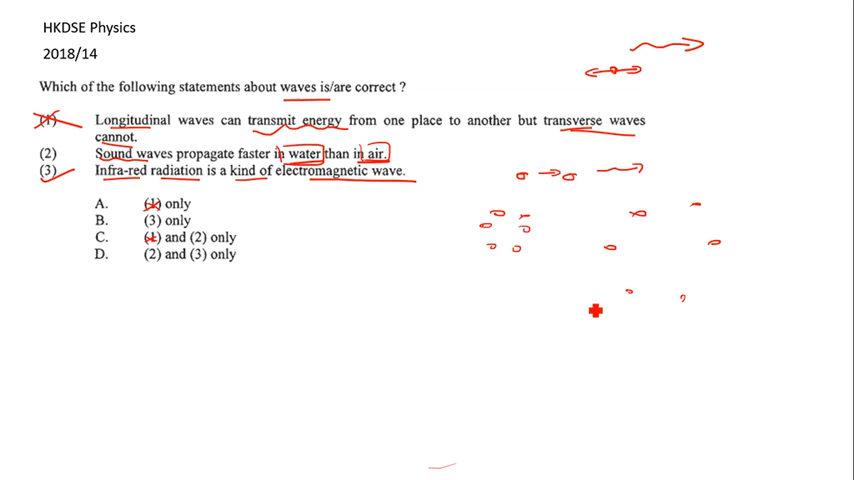 HKDSE Physics
2018/14
Which of the following statements about waves is/are correct ?
(1) Longitudinal waves can transmit energy from one place to another but transverse waves
cannot.
(2) Sound waves propagate faster in water than in air.
(3) Infra-red radiation is a kind of electromagnetic wave.
A. (1) only
B. (3) only
C. (1) and (2) only
D. (2) and (3) only